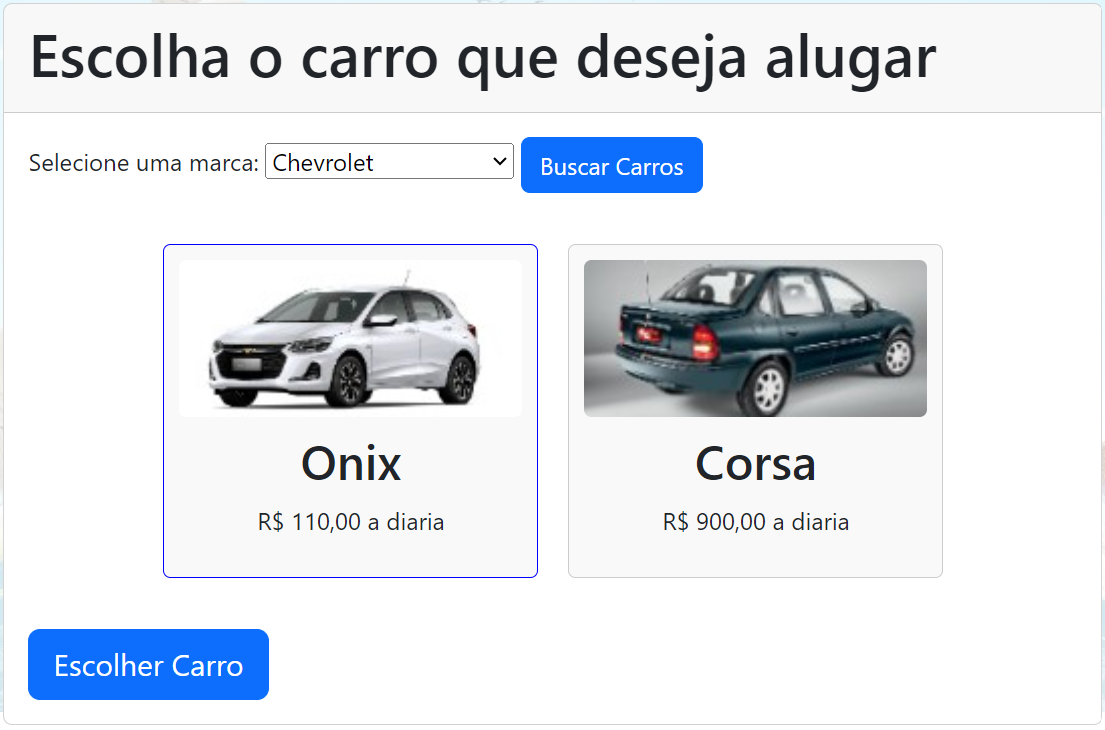 Escolha o carro que deseja alugar
Selecione uma marca: Chevrolet Buscar Carros
Onix
R$ 110,00 a diaria
Corsa
R$ 900,00 a diaria
Escolher Carro